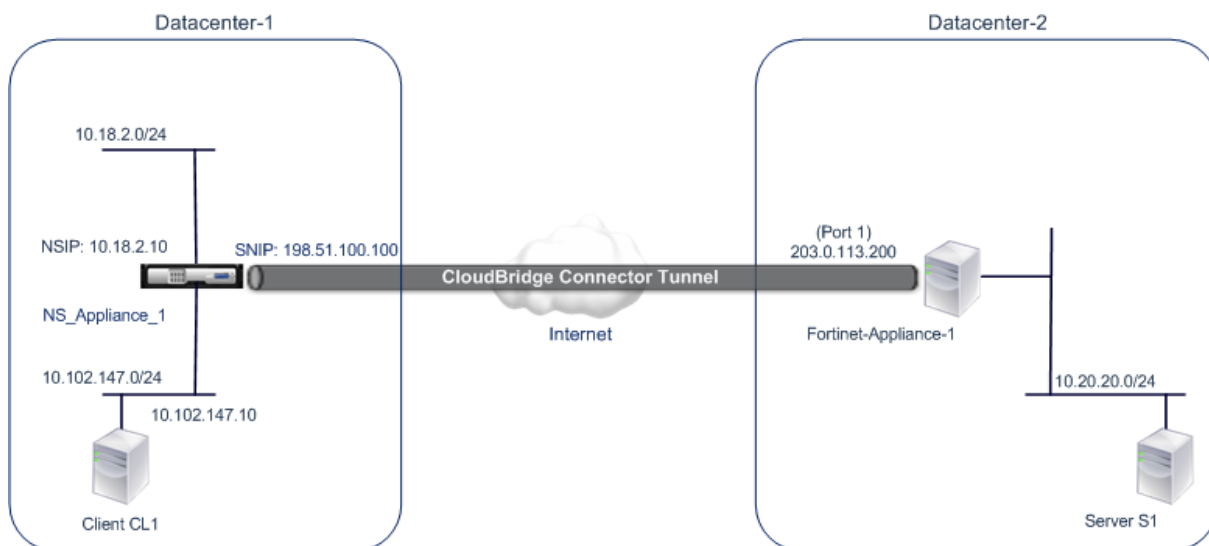 Datacenter-1
Datacenter-2
10.18.2.0/24
NSIP: 10.18.2.10
SNIP: 198.51.100.100
(Port 1)
203.0.113.200
CloudBridge Connector Tunnel
NS_Appliance_1
Internet
Fortinet-Appliance-1
10.102.147.0/24
10.20.20.0/24
10.102.147.10
Client CL1
Server S1